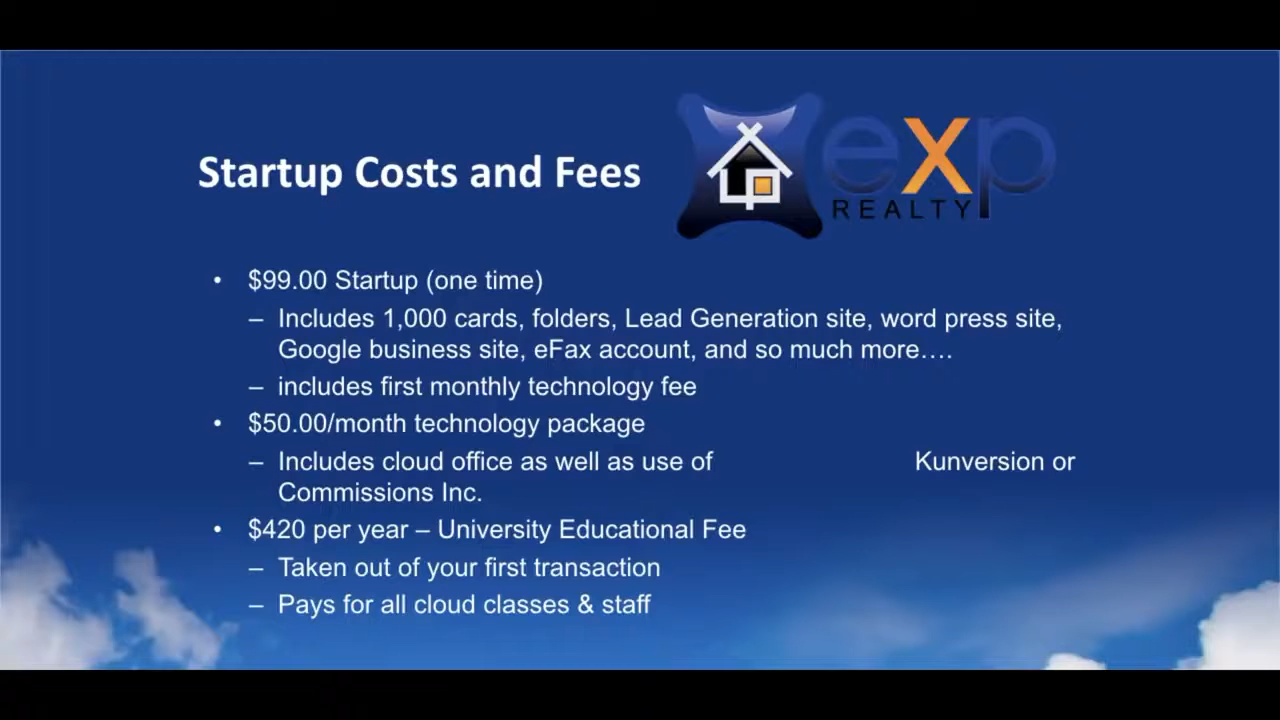 Startup Costs and Fees
exp
REALTY
• $99.00 Startup (one time)
– Includes 1,000 cards, folders, Lead Generation site, word press site,
Google business site, eFax account, and so much more….
– includes first monthly technology fee
• $50.00/month technology package
– Includes cloud office as well as use of Kunversion or
Commissions Inc.
• $420 per year – University Educational Fee
– Taken out of your first transaction
– Pays for all cloud classes & staff